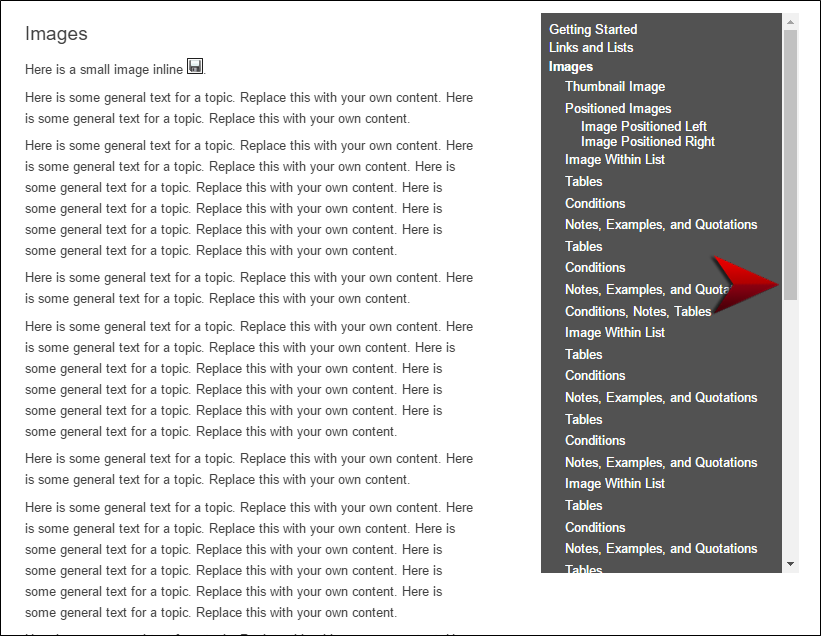 Images
Here is a small image inline .
Here is some general text for a topic. Replace this with your own content. Here
is some general text for a topic. Replace this with your own content.
Here is some general text for a topic. Replace this with your own content. Here
is some general text for a topic. Replace this with your own content. Here is
some general text for a topic. Replace this with your own content. Here is
some general text for a topic. Replace this with your own content. Here is
some general text for a topic. Replace this with your own content. Here is
some general text for a topic. Replace this with your own content.
Here is some general text for a topic. Replace this with your own content. Here
is some general text for a topic. Replace this with your own content.
Here is some general text for a topic. Replace this with your own content. Here
is some general text for a topic. Replace this with your own content. Here is
some general text for a topic. Replace this with your own content. Here is
some general text for a topic. Replace this with your own content. Here is
some general text for a topic. Replace this with your own content. Here is
some general text for a topic. Replace this with your own content.
Here is some general text for a topic. Replace this with your own content. Here
is some general text for a topic. Replace this with your own content.
Here is some general text for a topic. Replace this with your own content. Here
is some general text for a topic. Replace this with your own content. Here is
some general text for a topic. Replace this with your own content. Here is
some general text for a topic. Replace this with your own content. Here is
some general text for a topic. Replace this with your own content. Here is
some general text for a topic. Replace this with your own content.
Getting Started
Links and Lists
Images
Thumbnail Image
Positioned Images
Image Positioned Left
Image Positioned Right
Image Within List
Tables
Conditions
Notes, Examples, and Quotations
Tables
Conditions
Notes, Examples, and
Conditions, Notes, Tables
Image Within List
Tables
Conditions
Notes, Examples, and Quotations
Tables
Conditions
Notes, Examples, and Quotations
Image Within List
Tables
Conditions
Notes, Examples, and Quotations
Tables